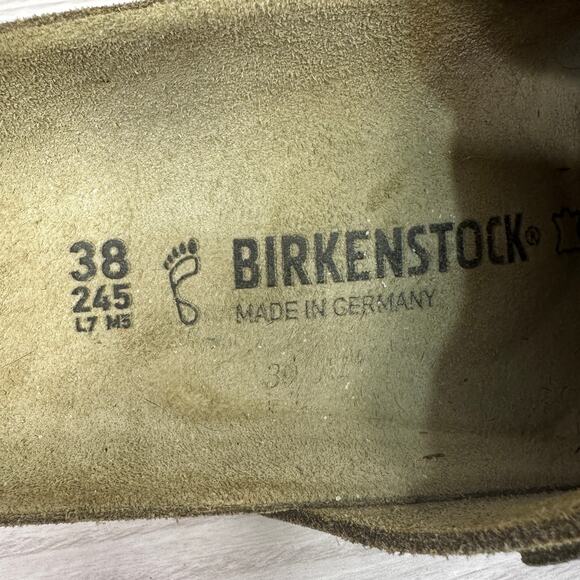 38
245
L7 M5
BIRKENSTOCK®
MADE IN GERMANY